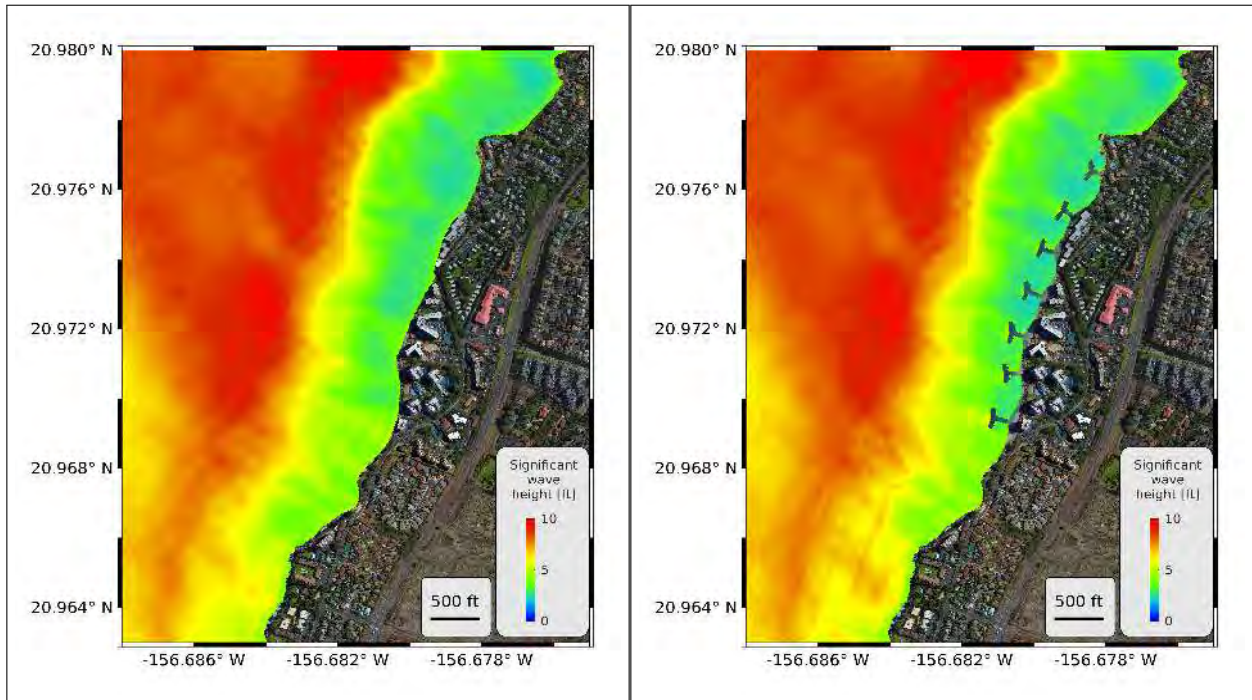 20.980° N
20.976° N
20.972° N
20.968° N
20.964° N
-156.686° W
-156.682° W
-156.678° W
500 ft
Significant
wave
height (ft.)
10
5
0
20.980° N
20.976° N
20.972° N
20.968° N
20.964° N
-156.686° W
-156.682° W
-156.678° W
500 ft
Significant
wave
height (ft.)
10
5
0